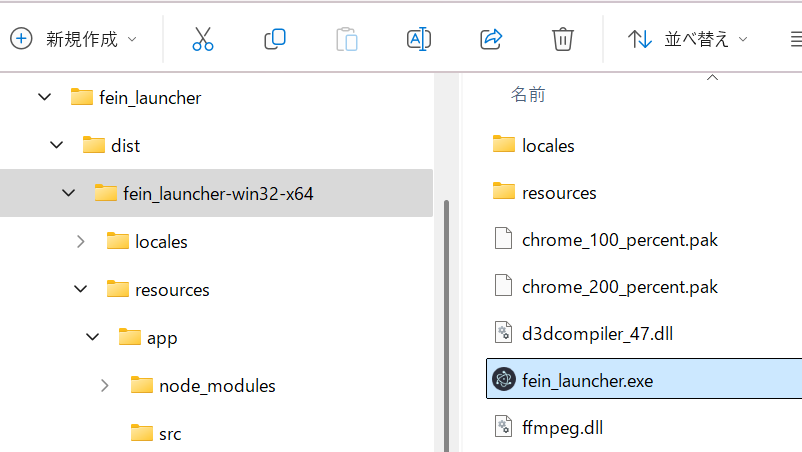 新規作成
並べ替え
fein_launcher
dist
fein_launcher-win32-x64
locales
resources
app
node_modules
src
名前
locales
resources
chrome_100_percent.pak
chrome_200_percent.pak
d3dcompiler_47.dll
fein_launcher.exe
ffmpeg.dll